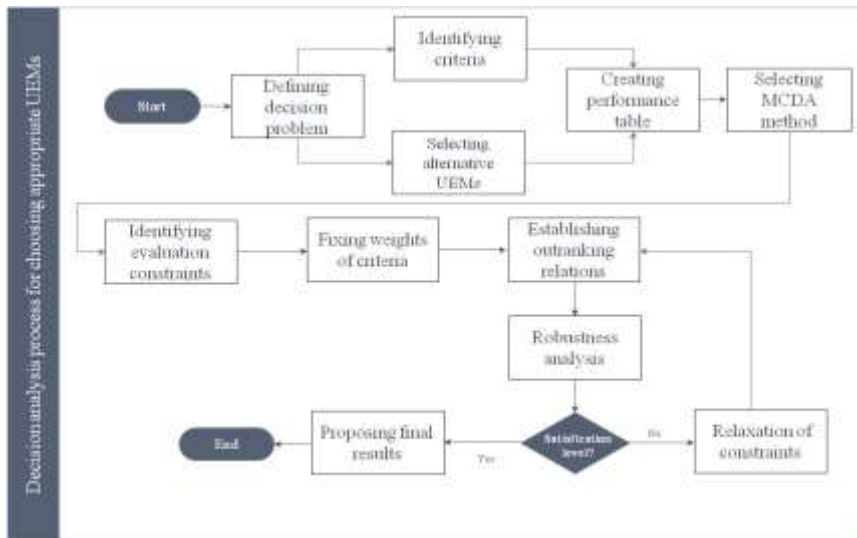 Decision analysis process for choosing appropriate UEMs
Start
Defining
decision
problem
Identifying
criteria
Selecting
alternative
UEMs
Creating
performance
table
Selecting
MCDA
method
Identifying
evaluation
constraints
Fixing weights
of criteria
Establishing
outranking
relations
Robustness
analysis
Satisfication
level?
No
Relaxation of
constraints
Yes
Proposing final
results
End